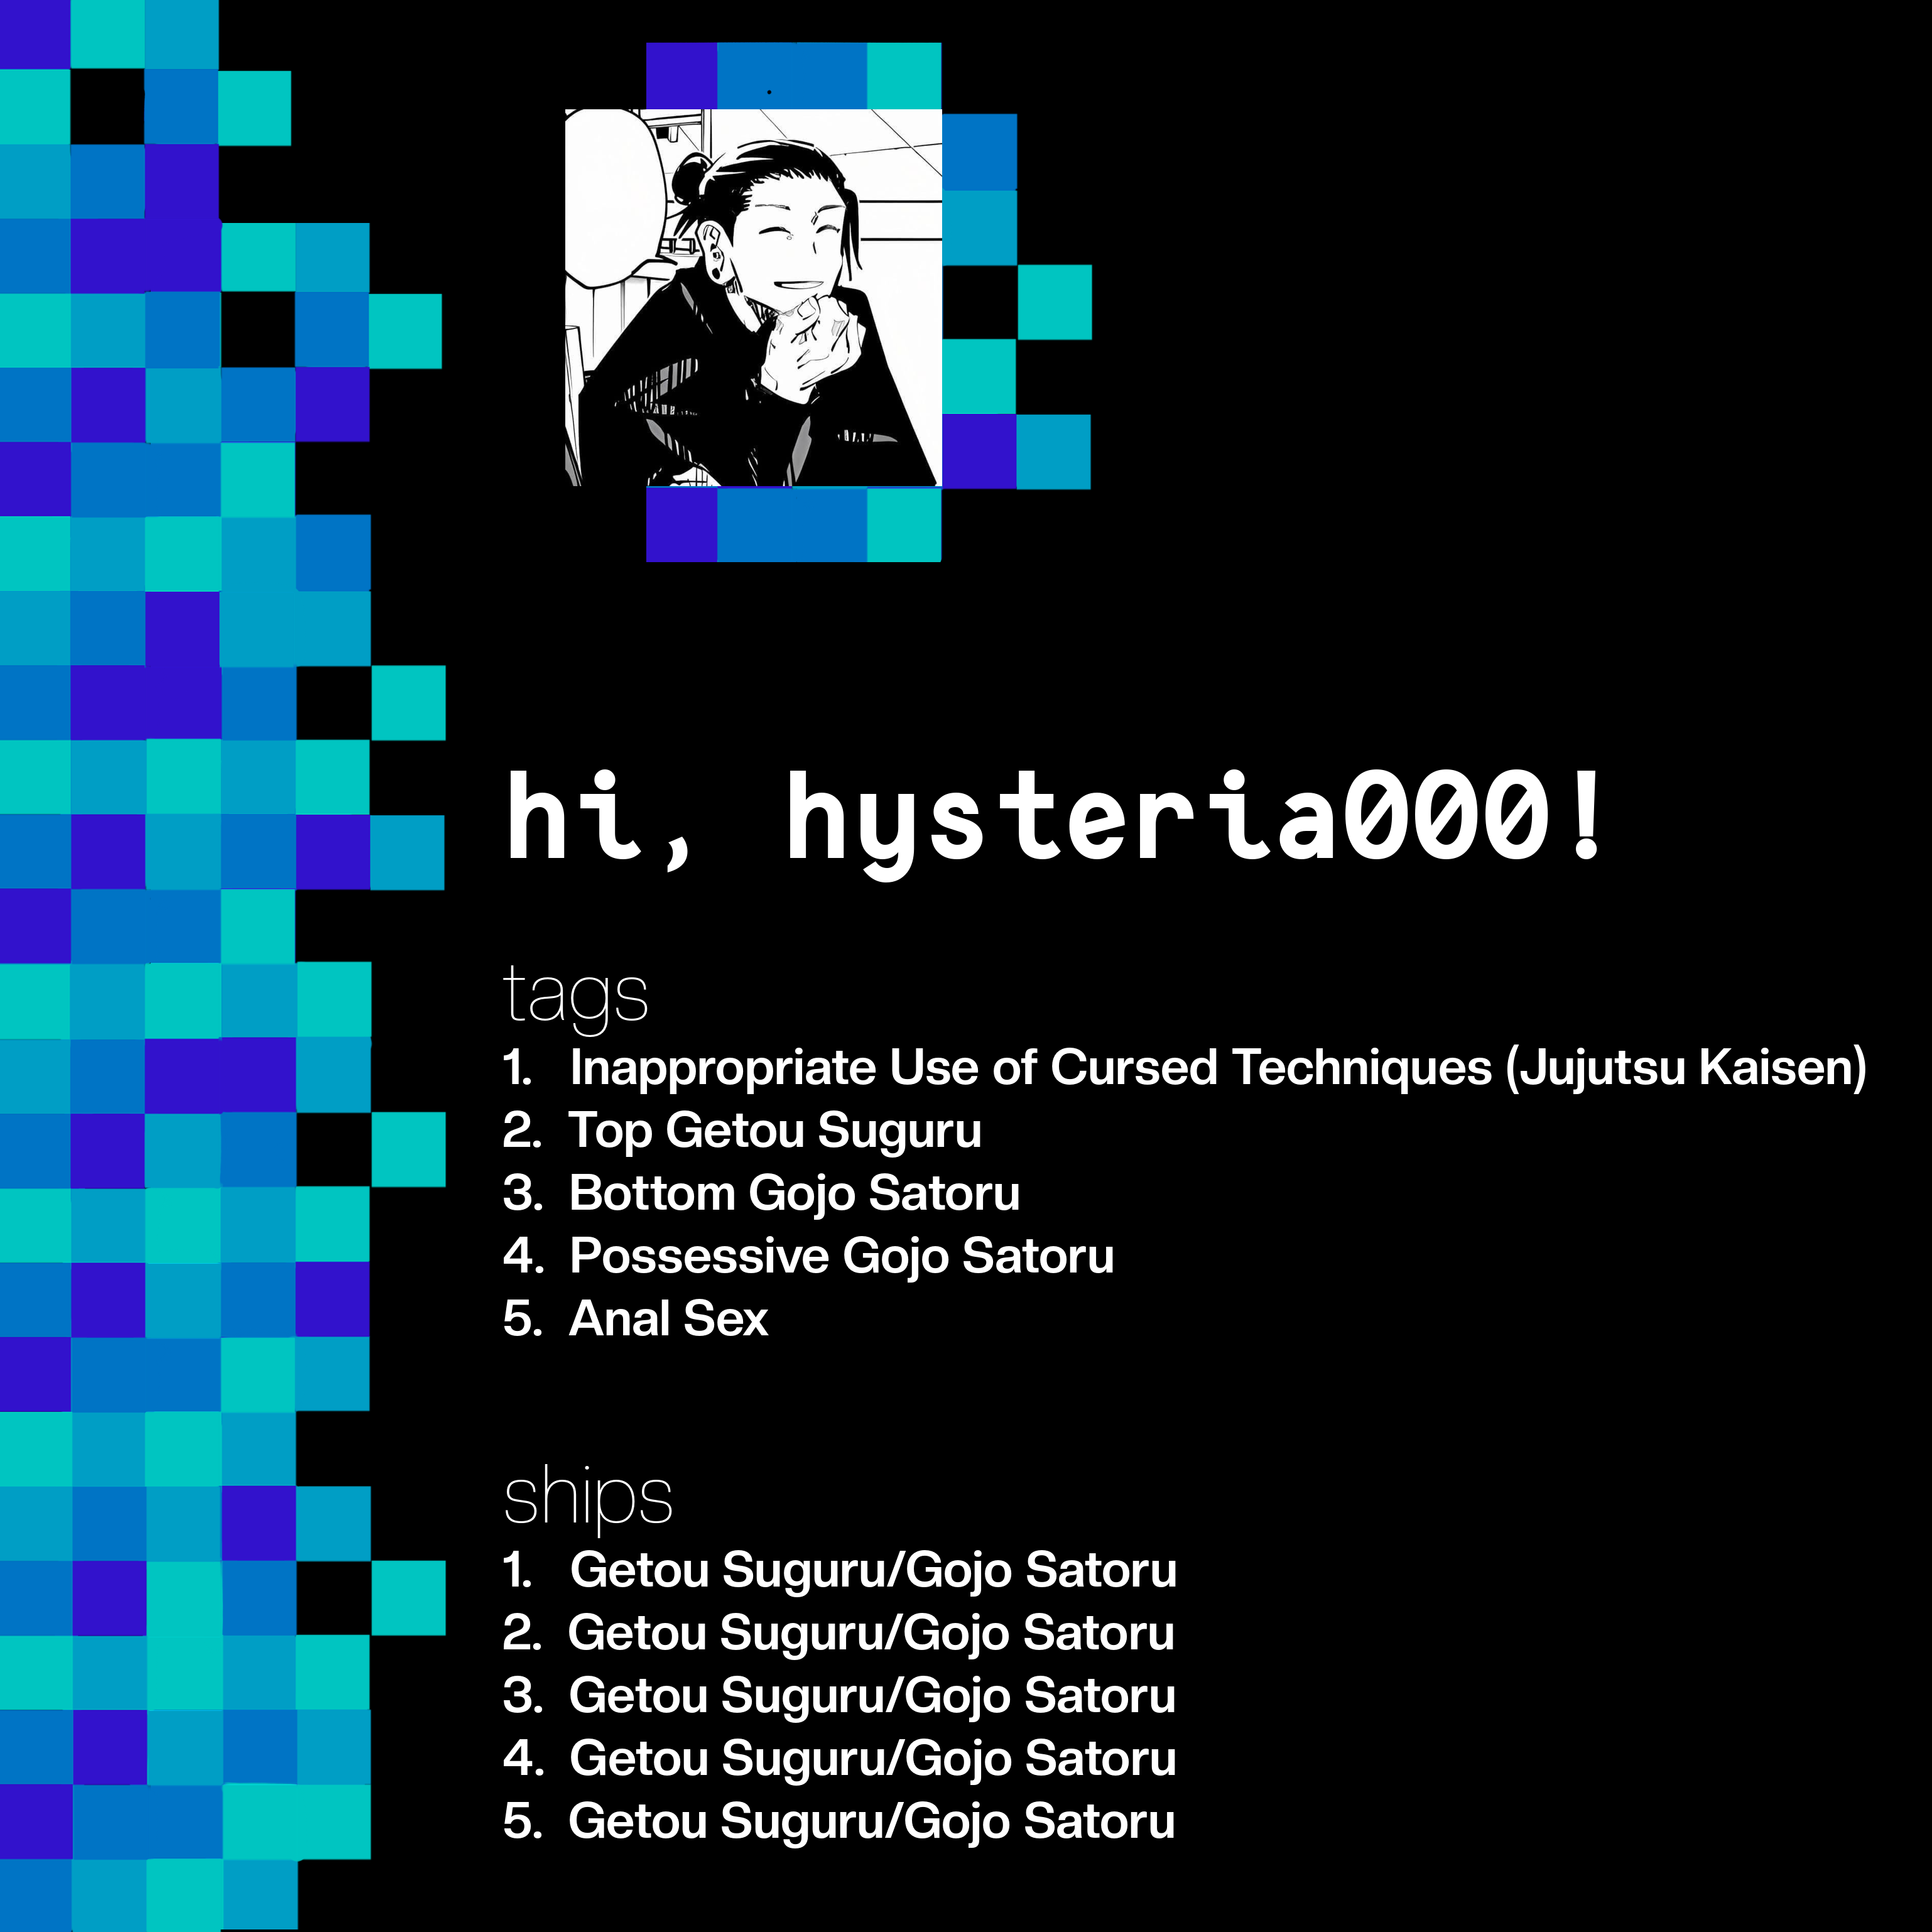 hi, hysteria000!
tags
1. Inappropriate Use of Cursed Techniques (Jujutsu Kaisen)
2. Top Getou Suguru
3. Bottom Gojo Satoru
4. Possessive Gojo Satoru
5. Anal Sex
ships
1. Getou Suguru/Gojo Satoru
2. Getou Suguru/Gojo Satoru
3. Getou Suguru/Gojo Satoru
4. Getou Suguru/Gojo Satoru
5. Getou Suguru/Gojo Satoru